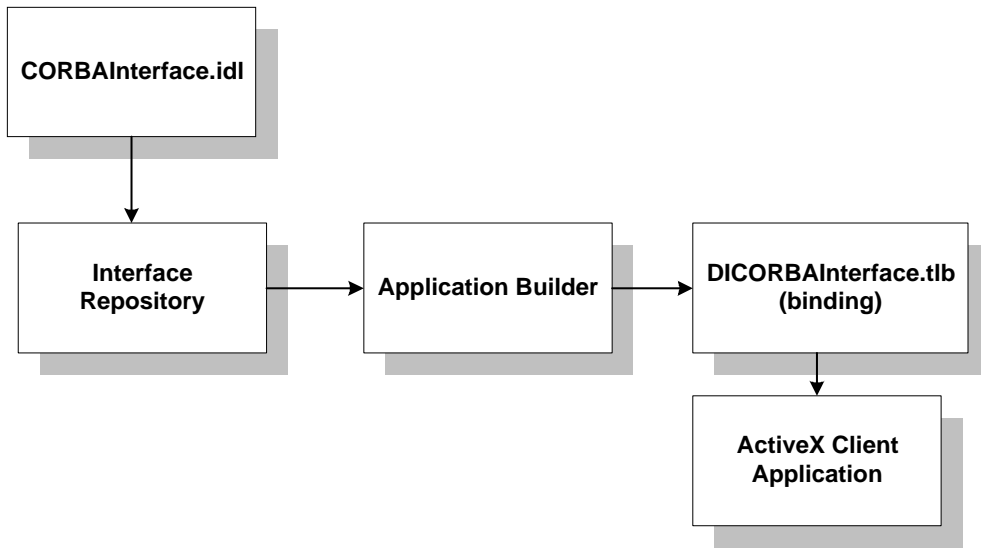 CORBAInterface.idl
Interface
Repository
Application Builder
DICORBAInterface.tlb
(binding)
ActiveX Client
Application